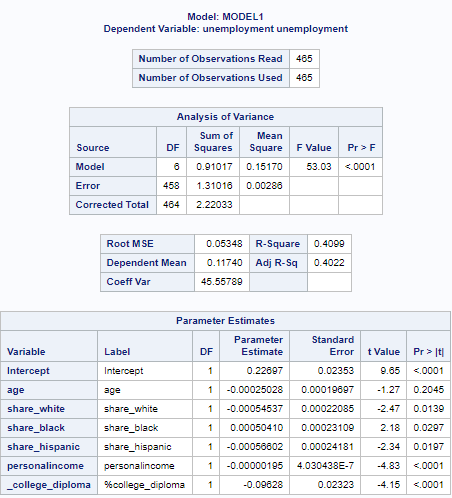 Model: MODEL1
Dependent Variable: unemployment unemployment
Number of Observations Read 465
Number of Observations Used 465
Analysis of Variance
Source DF Sum of Squares Mean Square F Value Pr > F
Model 6 0.91017 0.15170 53.03 <.0001
Error 458 1.31016 0.00286
Corrected Total 464 2.22033
Root MSE 0.05348 R-Square 0.4099
Dependent Mean 0.11740 Adj R-Sq 0.4022
Coeff Var 45.55789
Parameter Estimates
Variable Label DF Parameter Estimate Standard Error t Value Pr > |t|
Intercept Intercept 1 0.22697 0.02353 9.65 <.0001
age age 1 -0.00025028 0.00019697 -1.27 0.2045
share_white share_white 1 -0.00054537 0.00022085 -2.47 0.0139
share_black share_black 1 0.00050410 0.00023109 2.18 0.0297
share_hispanic share_hispanic 1 -0.00056602 0.00024181 -2.34 0.0197
personalincome personalincome 1 -0.00000195 4.030438E-7 -4.83 <.0001
_college_diploma %college_diploma 1 -0.09628 0.02323 -4.15 <.0001